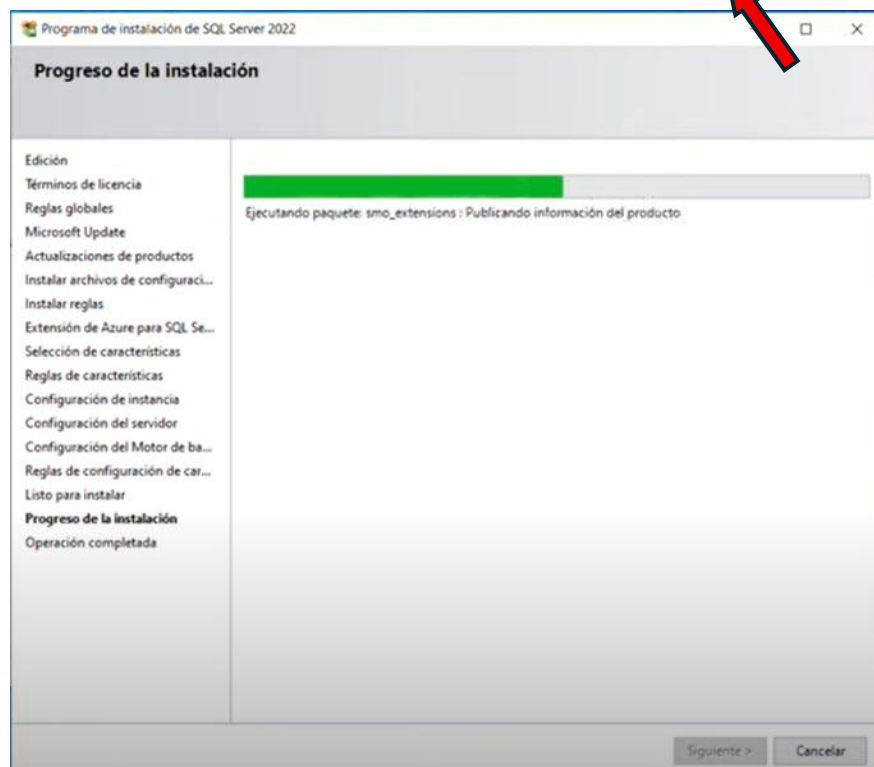 Programa de instalación de SQL Server 2022
Progreso de la instalación
Edición
Términos de licencia
Reglas globales
Microsoft Update
Actualizaciones de productos
Instalar archivos de configuraci...
Instalar reglas
Extensión de Azure para SQL Se...
Selección de características
Reglas de características
Configuración de instancia
Configuración del servidor
Configuración del Motor de ba...
Reglas de configuración de car...
Listo para instalar
Progreso de la instalación
Operación completada
Ejecutando paquete: smo_extensions : Publicando información del producto
Siguiente >
Cancelar